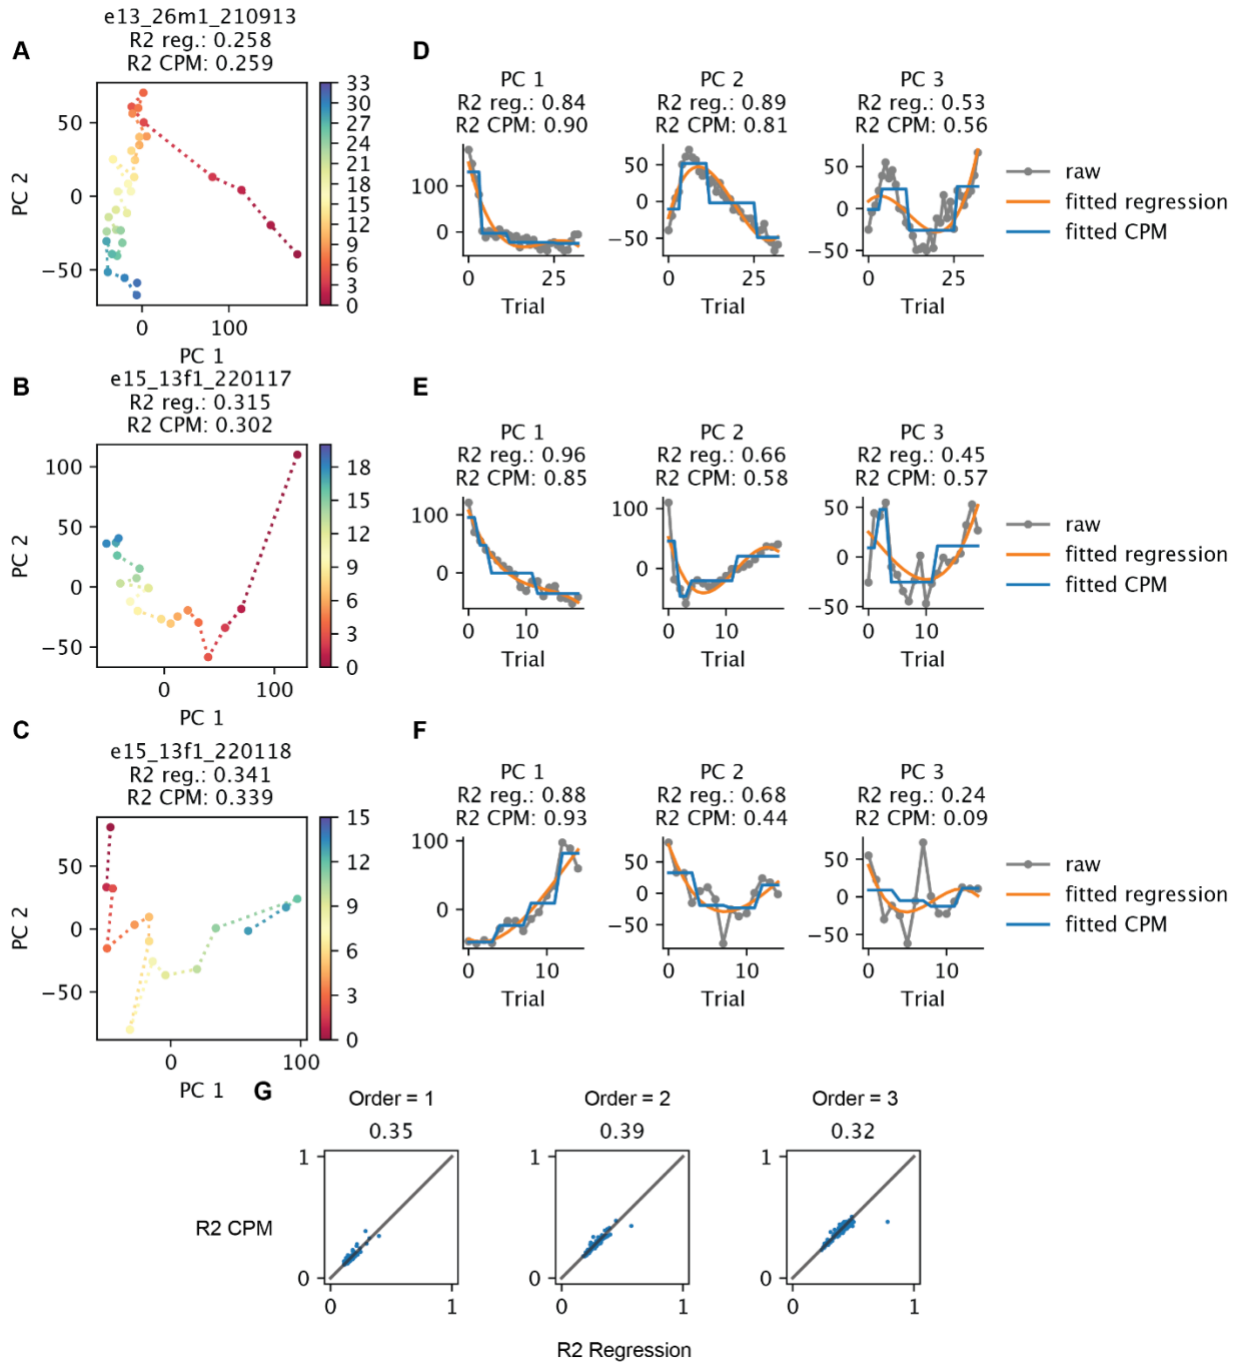 A
e13_26m1_210913
R2 reg.: 0.258
R2 CPM: 0.259
PC 2
50
0
−50
0
100
PC 1
33
30
27
24
21
18
15
12
9
6
3
0
D
PC 1
R2 reg.: 0.84
R2 CPM: 0.90
100
0
0
25
Trial
PC 2
R2 reg.: 0.89
R2 CPM: 0.81
50
0
−50
0
25
Trial
PC 3
R2 reg.: 0.53
R2 CPM: 0.56
50
0
−50
0
25
Trial
raw
fitted regression
fitted CPM
B
e15_13f1_220117
R2 reg.: 0.315
R2 CPM: 0.302
PC 2
100
50
0
−50
0
100
PC 1
18
15
12
9
6
3
0
E
PC 1
R2 reg.: 0.96
R2 CPM: 0.85
100
0
0
10
Trial
PC 2
R2 reg.: 0.66
R2 CPM: 0.58
100
0
0
10
Trial
PC 3
R2 reg.: 0.45
R2 CPM: 0.57
50
0
−50
0
10
Trial
raw
fitted regression
fitted CPM
C
e15_13f1_220118
R2 reg.: 0.341
R2 CPM: 0.339
PC 2
50
0
−50
0
100
PC 1
15
12
9
6
3
0
F
PC 1
R2 reg.: 0.88
R2 CPM: 0.93
100
0
0
10
Trial
PC 2
R2 reg.: 0.68
R2 CPM: 0.44
50
0
−50
0
10
Trial
PC 3
R2 reg.: 0.24
R2 CPM: 0.09
50
0
−50
0
10
Trial
raw
fitted regression
fitted CPM
G
Order = 1
0.35
1
0
0
1
Order = 2
0.39
1
0
0
1
Order = 3
0.32
1
0
0
1
R2 CPM
R2 Regression